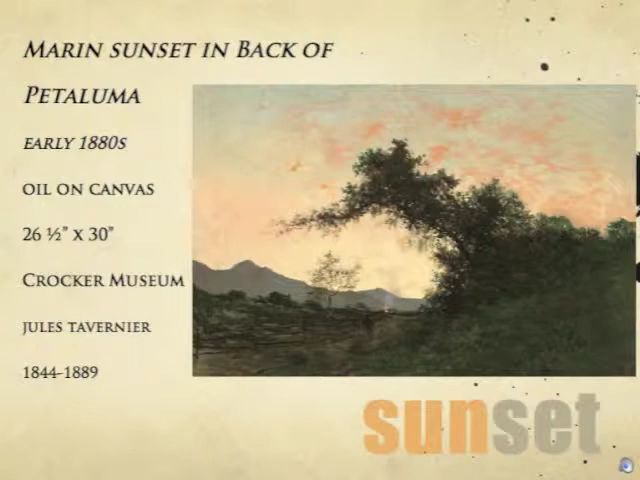 Marin sunset in Back of
Petaluma
early 1880s
oil on canvas
26 ½” x 30”
Crocker Museum
jules tavernier
1844-1889
sunset